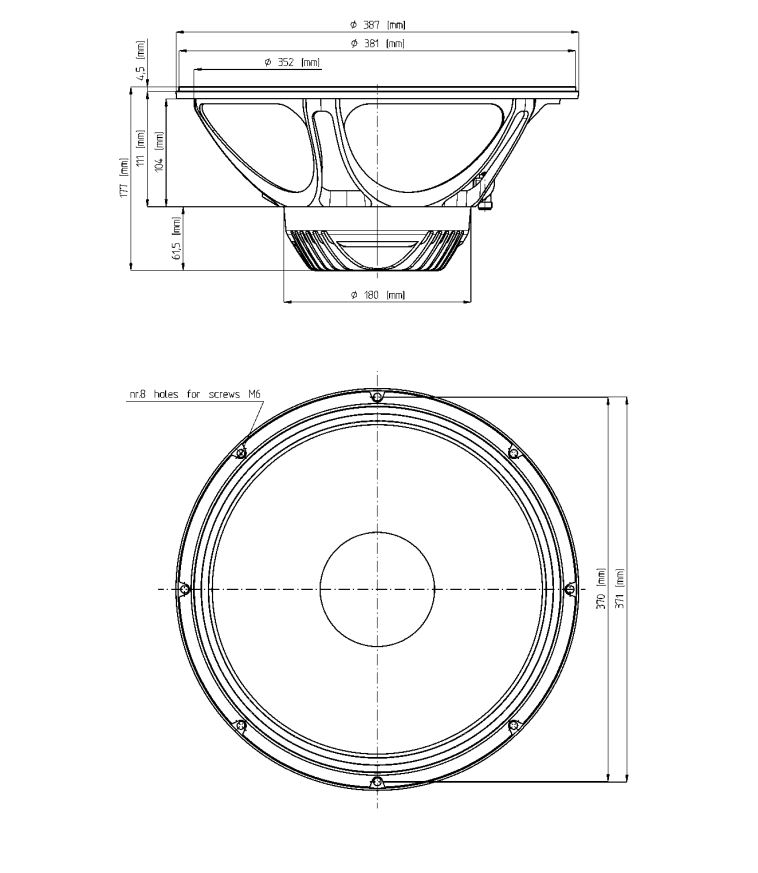 ø 387 (mm)
ø 381 (mm)
ø 352 (mm)
4,5 (mm)
111 (mm)
104 (mm)
177 (mm)
61,5 (mm)
ø 180 (mm)
nr.8 holes for screws M6
370 (mm)
371 (mm)